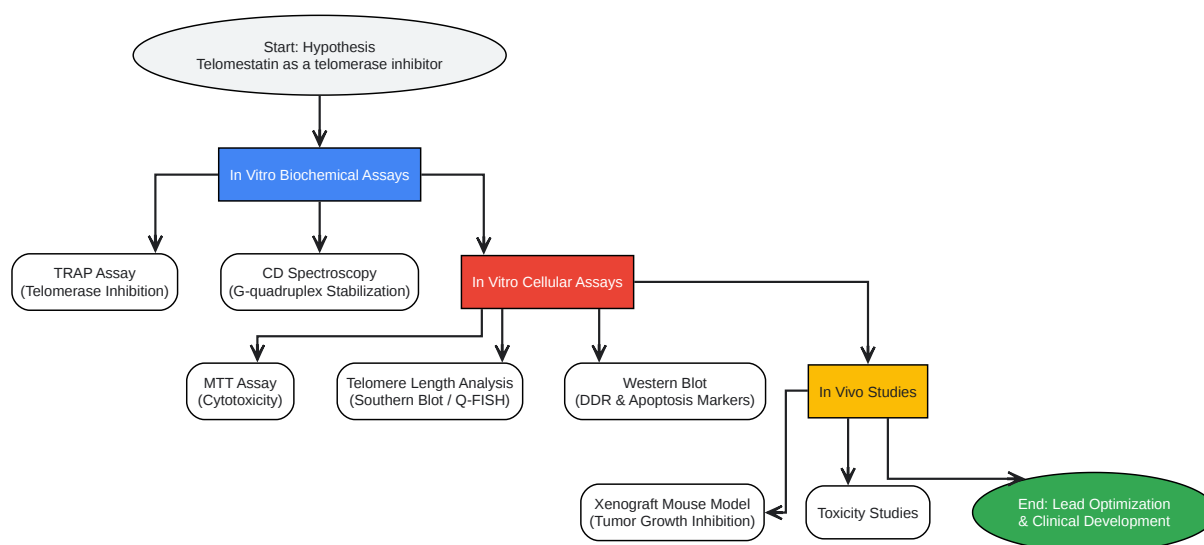 Start: Hypothesis
Telomestatin as a telomerase inhibitor
In Vitro Biochemical Assays
TRAP Assay
(Telomerase Inhibition)
CD Spectroscopy
(G-quadruplex Stabilization)
In Vitro Cellular Assays
MTT Assay
(Cytotoxicity)
Telomere Length Analysis
(Southern Blot / Q-FISH)
Western Blot
(DDR & Apoptosis Markers)
In Vivo Studies
Xenograft Mouse Model
(Tumor Growth Inhibition)
Toxicity Studies
End: Lead Optimization
& Clinical Development